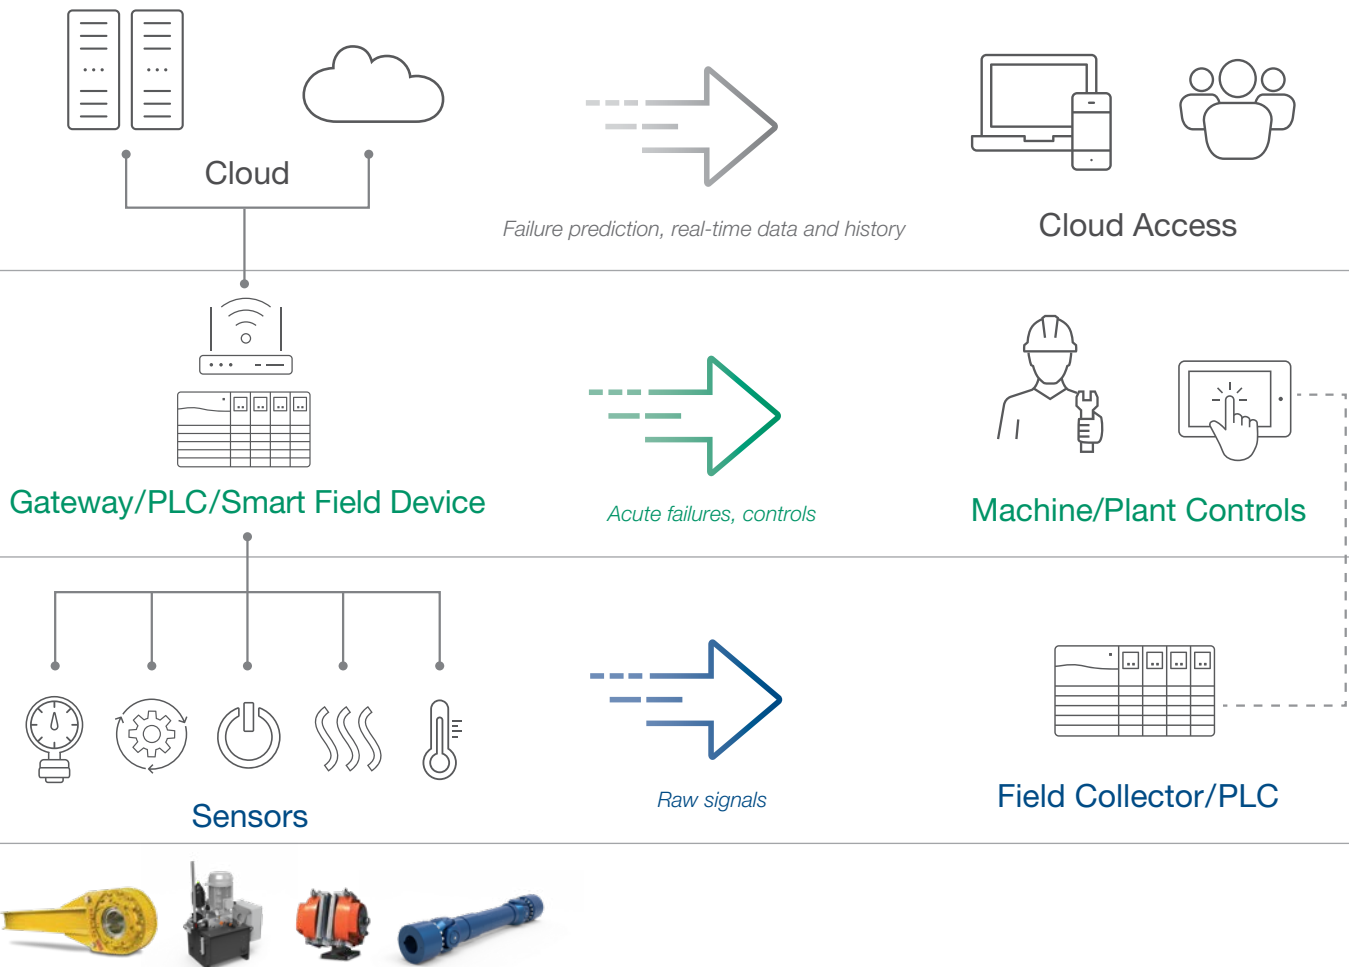 Cloud
Failure prediction, real-time data and history
Cloud Access
Gateway/PLC/Smart Field Device
Acute failures, controls
Machine/Plant Controls
Sensors
Raw signals
Field Collector/PLC